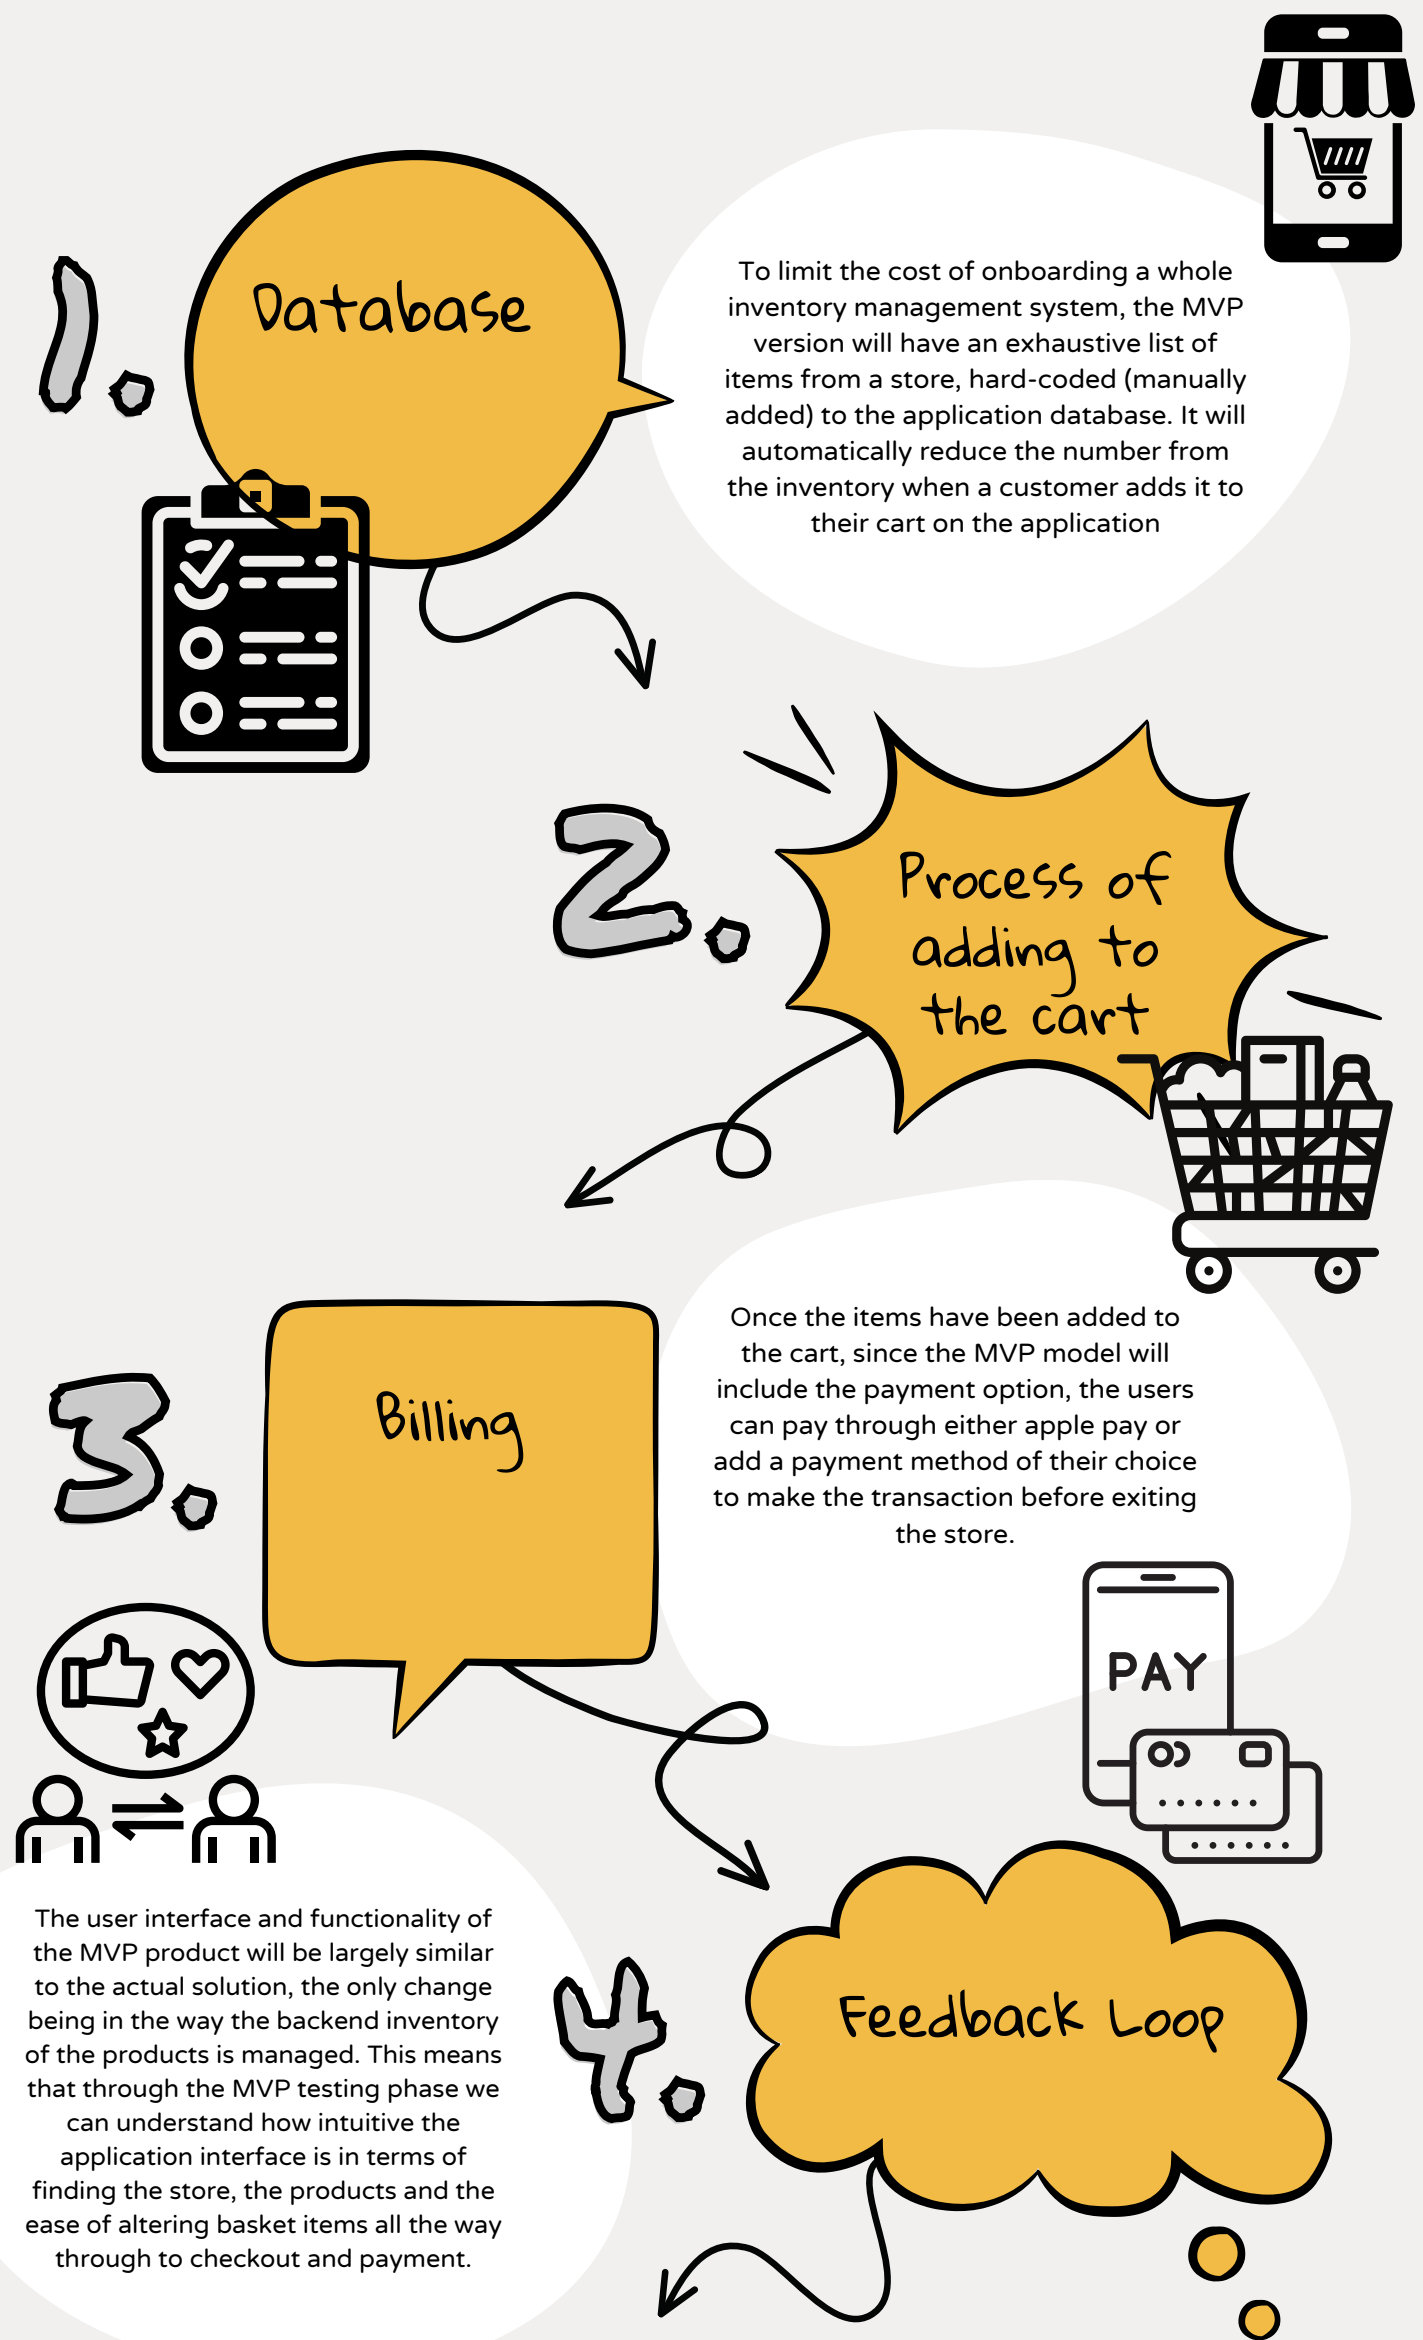 1.
Database
To limit the cost of onboarding a whole
inventory management system, the MVP
version will have an exhaustive list of
items from a store, hard-coded (manually
added) to the application database. It will
automatically reduce the number from
the inventory when a customer adds it to
their cart on the application
2.
Process of
adding to
the cart
Once the items have been added to
the cart, since the MVP model will
include the payment option, the users
can pay through either apple pay or
add a payment method of their choice
to make the transaction before exiting
the store.
3.
Billing
PAY
4.
Feedback Loop
The user interface and functionality of
the MVP product will be largely similar
to the actual solution, the only change
being in the way the backend inventory
of the products is managed. This means
that through the MVP testing phase we
can understand how intuitive the
application interface is in terms of
finding the store, the products and the
ease of altering basket items all the way
through to checkout and payment.